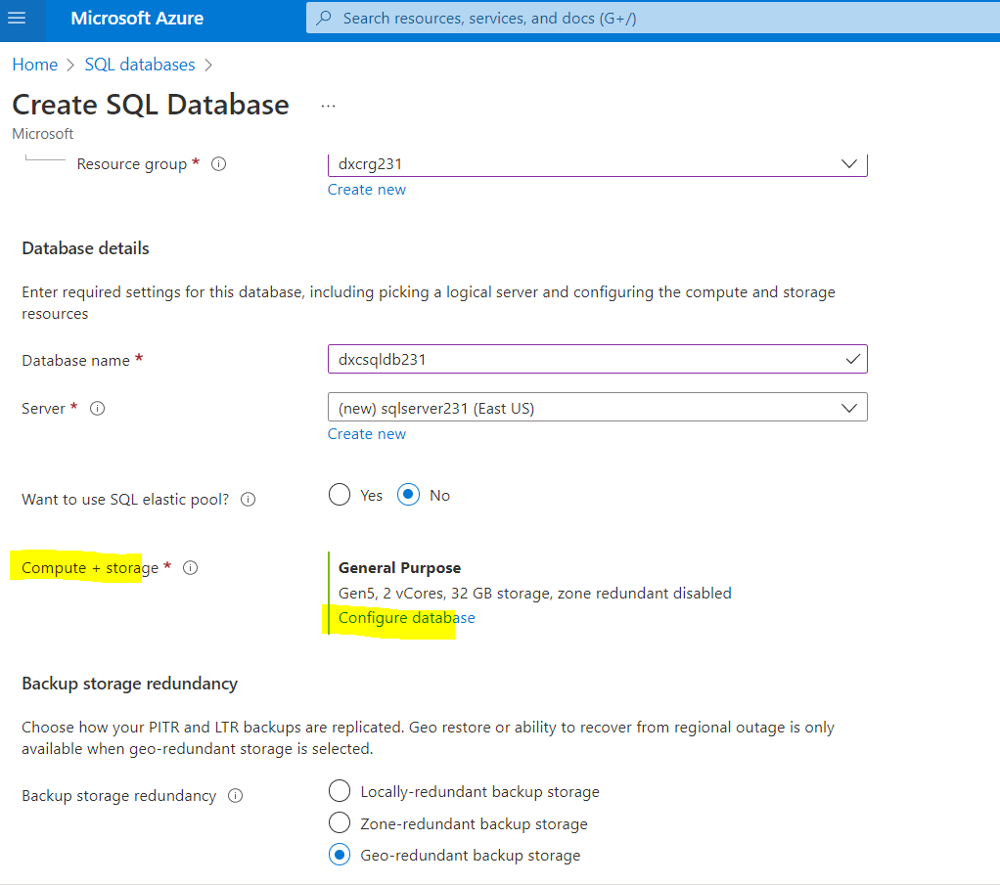 Microsoft Azure
Search resources, services, and docs (G+/)
Home > SQL databases >
Create SQL Database ...
Microsoft
Resource group *
dxcrg231
Create new
Database details
Enter required settings for this database, including picking a logical server and configuring the compute and storage
resources
Database name *
dxcsqldb231
Server *
(new) sqlserver231 (East US)
Create new
Want to use SQL elastic pool?
Yes
No
Compute + storage *
General Purpose
Gen5, 2 vCores, 32 GB storage, zone redundant disabled
Configure database
Backup storage redundancy
Choose how your PITR and LTR backups are replicated. Geo restore or ability to recover from regional outage is only
available when geo-redundant storage is selected.
Backup storage redundancy
Locally-redundant backup storage
Zone-redundant backup storage
Geo-redundant backup storage